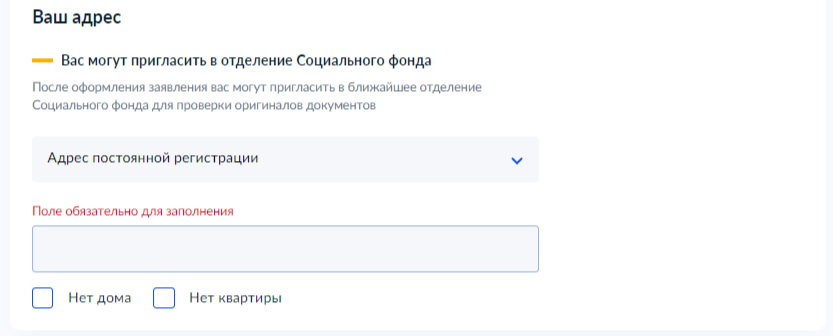 Ваш адрес
Вас могут пригласить в отделение Социального фонда
После оформления заявления вас могут пригласить в ближайшее отделение
Социального фонда для проверки оригиналов документов
Адрес постоянной регистрации
Поле обязательно для заполнения
Нет дома Нет квартиры